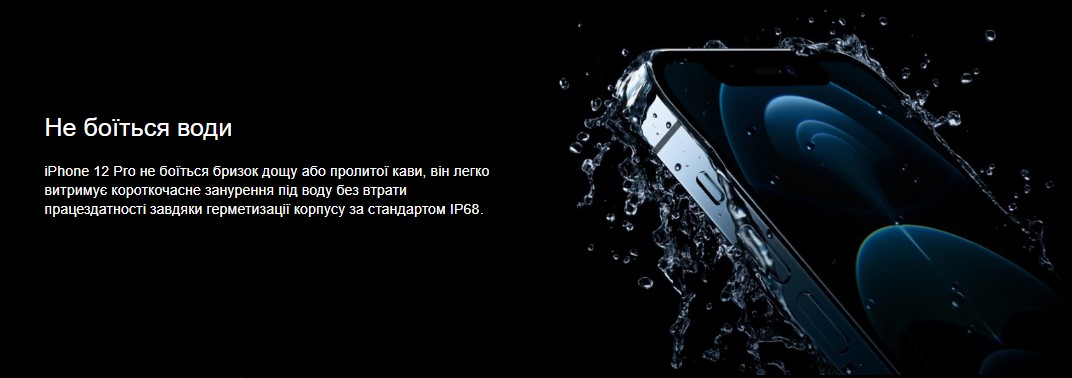 Не боїться води
iPhone 12 Pro не боїться бризок дощу або пролитої кави, він легко
витримує короткочасне занурення під воду без втрати
працездатності завдяки герметизації корпусу за стандартом IP68.